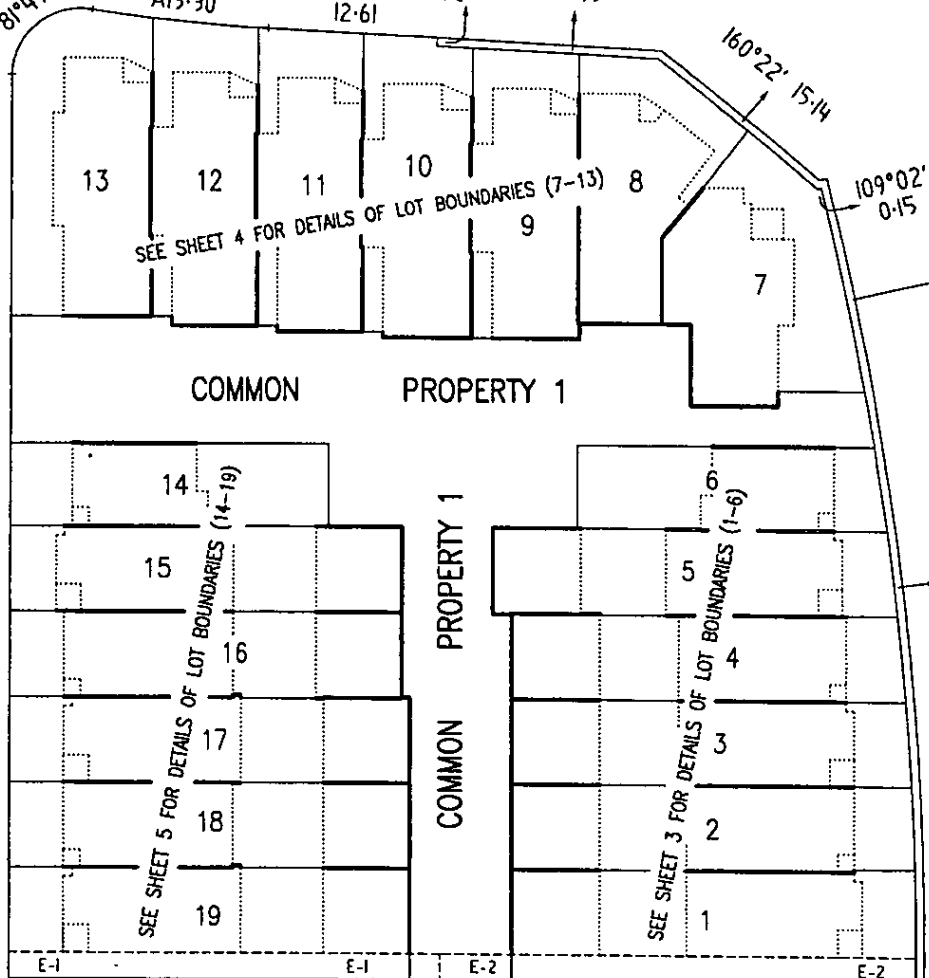 A15·30
12·61
160°22' 15·14
109°02'
0·15
13
12
11
10
9
8
7
SEE SHEET 4 FOR DETAILS OF LOT BOUNDARIES (7-13)
COMMON PROPERTY 1
14
15
16
17
18
19
SEE SHEET 5 FOR DETAILS OF LOT BOUNDARIES (14-19)
COMMON PROPERTY 1
6
5
4
3
2
1
SEE SHEET 3 FOR DETAILS OF LOT BOUNDARIES (1-6)
E-1
E-1
E-2
E-2